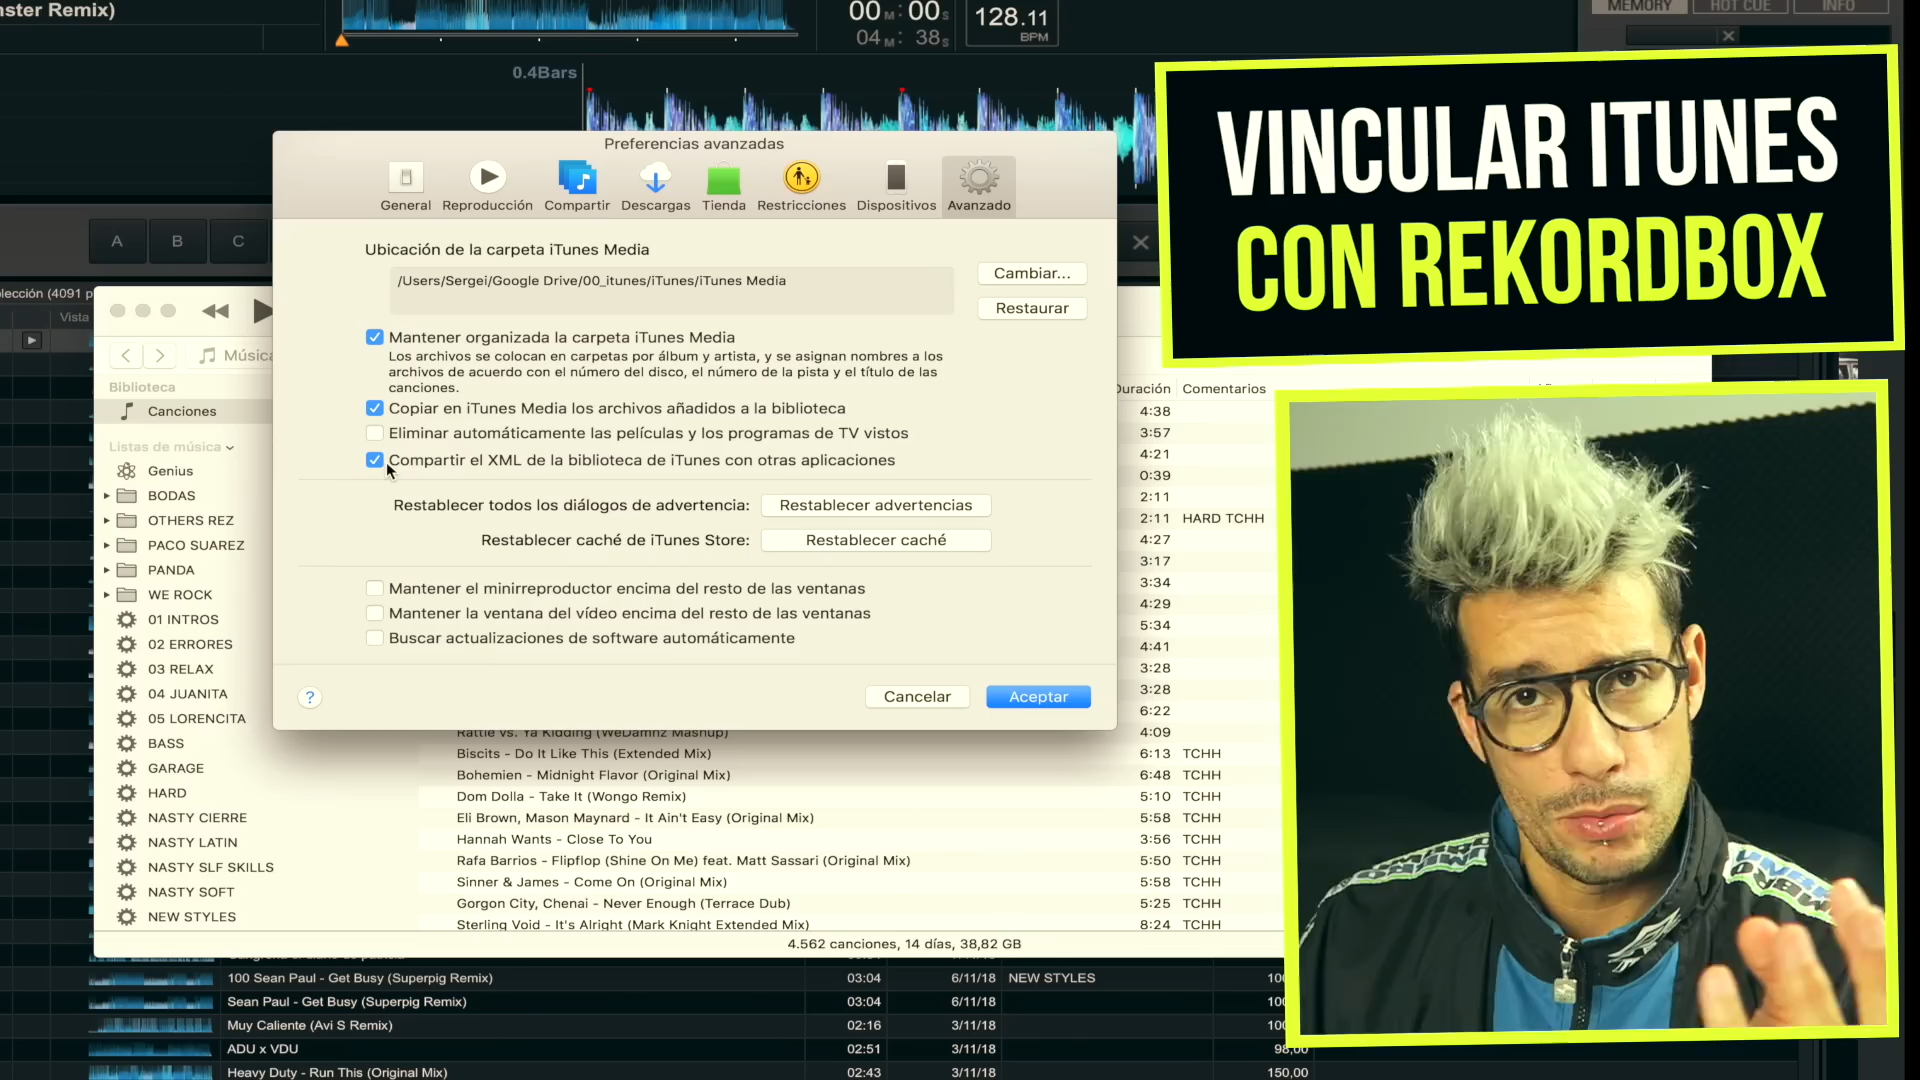 nster Remix)
00M: 00S
04M: 38S
128.11
BPM
MEMORY
HOT CUE
INFO
0.4Bars
VINCULAR ITUNES
CON REKORDBOX
Preferencias avanzadas
General
Reproducción
Compartir
Descargas
Tienda
Restricciones
Dispositivos
Avanzado
Ubicación de la carpeta iTunes Media
/Users/Sergei/Google Drive/00_itunes/iTunes/iTunes Media
Cambiar...
Restaurar
Mantener organizada la carpeta iTunes Media
Los archivos se colocan en carpetas por álbum y artista, y se asignan nombres a los
archivos de acuerdo con el número del disco, el número de la pista y el título de las
canciones.
Copiar en iTunes Media los archivos añadidos a la biblioteca
Eliminar automáticamente las películas y los programas de TV vistos
Compartir el XML de la biblioteca de iTunes con otras aplicaciones
Restablecer todos los diálogos de advertencia:
Restablecer advertencias
Restablecer caché de iTunes Store:
Restablecer caché
Mantener el minirreproductor encima del resto de las ventanas
Mantener la ventana del vídeo encima del resto de las ventanas
Buscar actualizaciones de software automáticamente
?
Cancelar
Aceptar
A
B
C
lección (4091 p
Vista
Música
Biblioteca
Canciones
Listas de música
Genius
BODAS
OTHERS REZ
PACO SUAREZ
PANDA
WE ROCK
01 INTROS
02 ERRORES
03 RELAX
04 JUANITA
05 LORENCITA
BASS
GARAGE
HARD
NASTY CIERRE
NASTY LATIN
NASTY SLF SKILLS
NASTY SOFT
NEW STYLES
Duración Comentarios
4:38
3:57
4:21
0:39
2:11
2:11 HARD TCHH
4:27
3:17
3:34
4:29
5:34
4:41
3:28
3:28
6:22
Rattle vs. Ya Kidding (WeDamnz Mashup) 4:09
Biscits - Do It Like This (Extended Mix) 6:13 TCHH
Bohemien - Midnight Flavor (Original Mix) 6:48 TCHH
Dom Dolla - Take It (Wongo Remix) 5:10 TCHH
Eli Brown, Mason Maynard - It Ain't Easy (Original Mix) 5:58 TCHH
Hannah Wants - Close To You 3:56 TCHH
Rafa Barrios - Flipflop (Shine On Me) feat. Matt Sassari (Original Mix) 5:50 TCHH
Sinner & James - Come On (Original Mix) 5:58 TCHH
Gorgon City, Chenai - Never Enough (Terrace Dub) 5:25 TCHH
Sterling Void - It's Alright (Mark Knight Extended Mix) 8:24 TCHH
4.562 canciones, 14 días, 38,82 GB
100 Sean Paul - Get Busy (Superpig Remix) 03:04 6/11/18 NEW STYLES 100
Sean Paul - Get Busy (Superpig Remix) 03:04 6/11/18 100
Muy Caliente (Avi S Remix) 02:16 3/11/18 100
ADU x VDU 02:51 3/11/18 98,00
Heavy Duty - Run This (Original Mix) 02:43 3/11/18 150,00